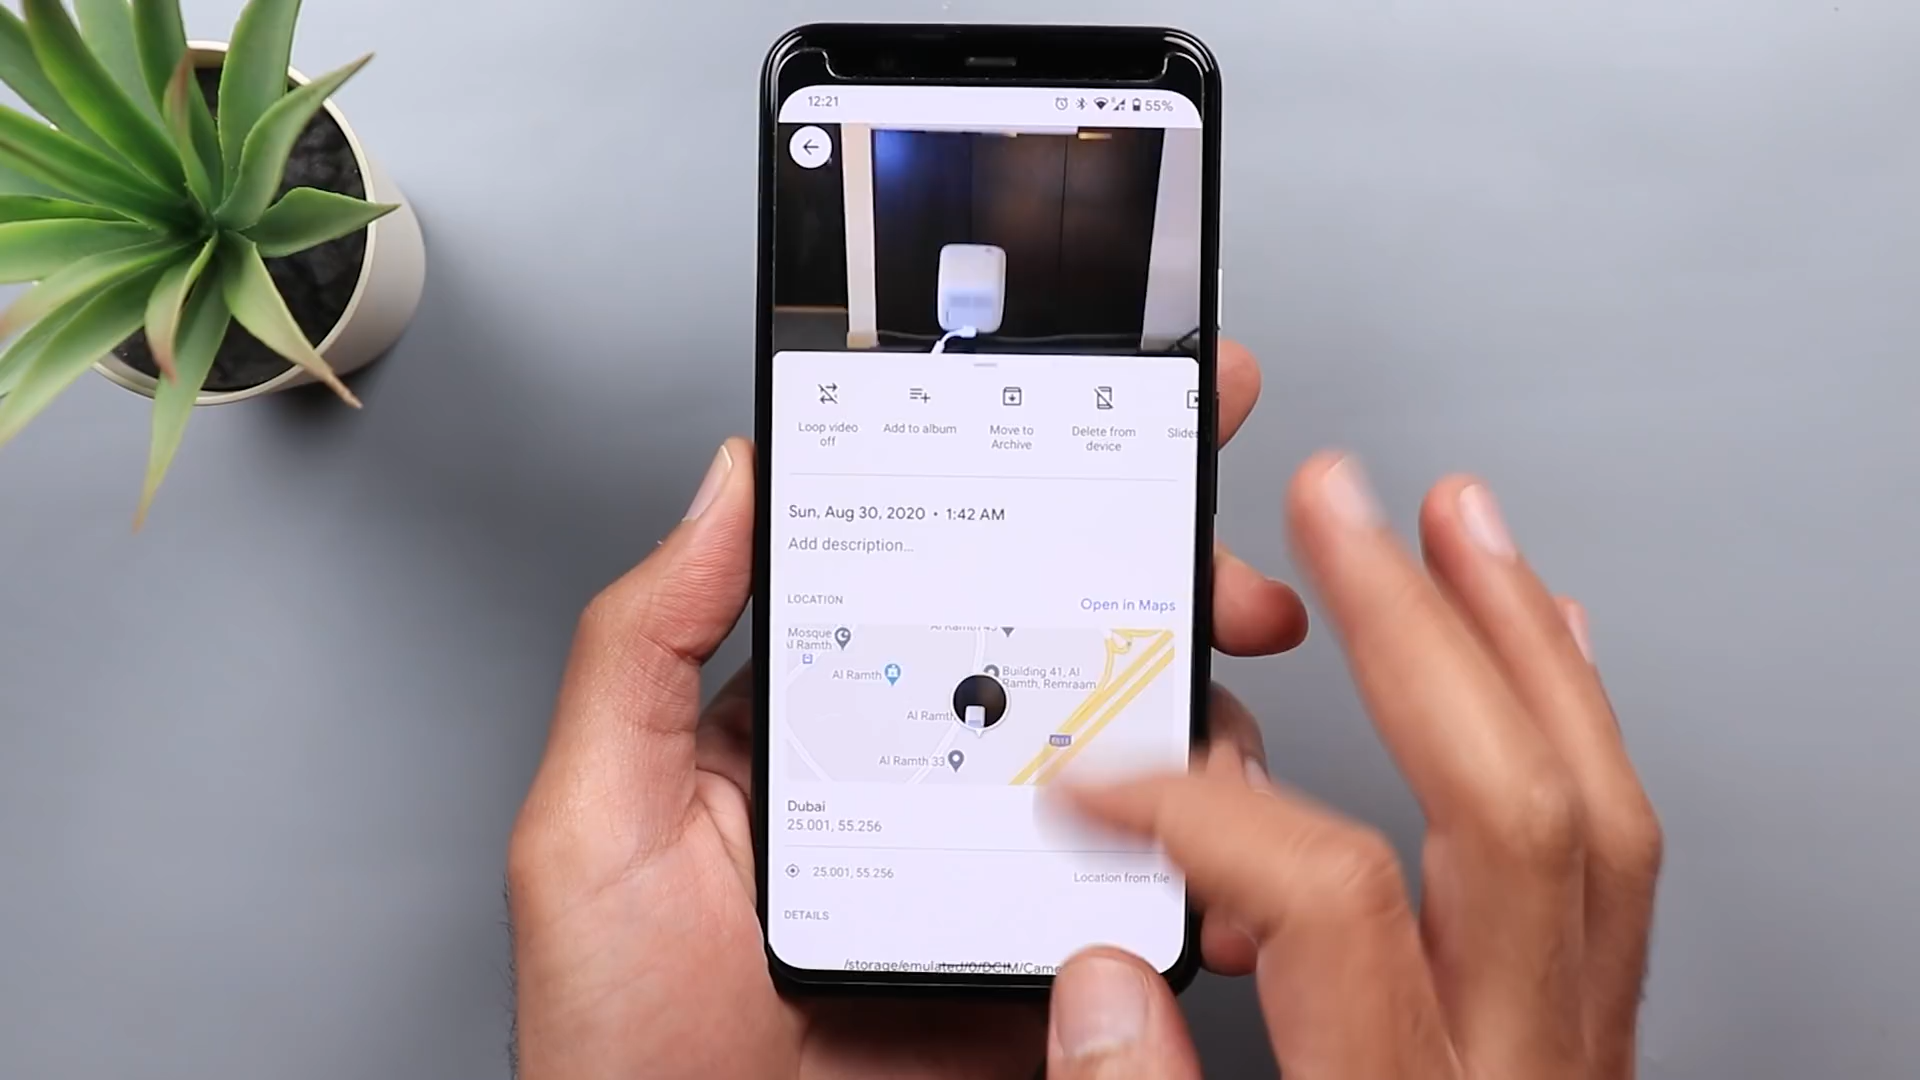 12:21
55%
Loop video
off
Add to album
Move to
Archive
Delete from
device
Slides
Sun, Aug 30, 2020 • 1:42 AM
Add description...
LOCATION
Open in Maps
Mosque
Al Ramth
Al Ramth
Building 41, Al
Ramth, Remraam
Al Ramth
Al Ramth 33
Dubai
25.001, 55.256
25.001, 55.256
Location from file
DETAILS
/storage/emulated/0/DCIM/Came